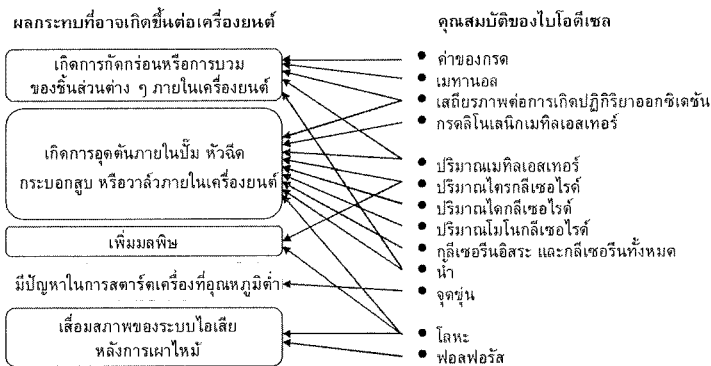 ผลกระทบที่อาจเกิดขึ้นต่อเครื่องยนต์
เกิดการกัดกร่อนหรือการบวม
ของชิ้นส่วนต่าง ๆ ภายในเครื่องยนต์
เกิดการอุดตันภายในปั๊ม หัวฉีด
กระบอกสูบ หรือวาล์วภายในเครื่องยนต์
เพิ่มมลพิษ
มีปัญหาในการสตาร์ตเครื่องที่อุณหภูมิต่ำ
เสื่อมสภาพของระบบไอเสีย
หลังการเผาไหม้
คุณสมบัติของไบโอดีเซล
ค่าของกรด
เมทานอล
เสถียรภาพต่อการเกิดปฏิกิริยาออกซิเดชัน
กรดลิโนเลนิกเมทิลเอสเทอร์
ปริมาณเมทิลเอสเทอร์
ปริมาณไตรกลีเซอไรด์
ปริมาณไดกลีเซอไรด์
ปริมาณโมโนกลีเซอไรด์
กลีเซอรีนอิสระ และกลีเซอรีนทั้งหมด
น้ำ
จุดขุ่น
โลหะ
ฟอสฟอรัส